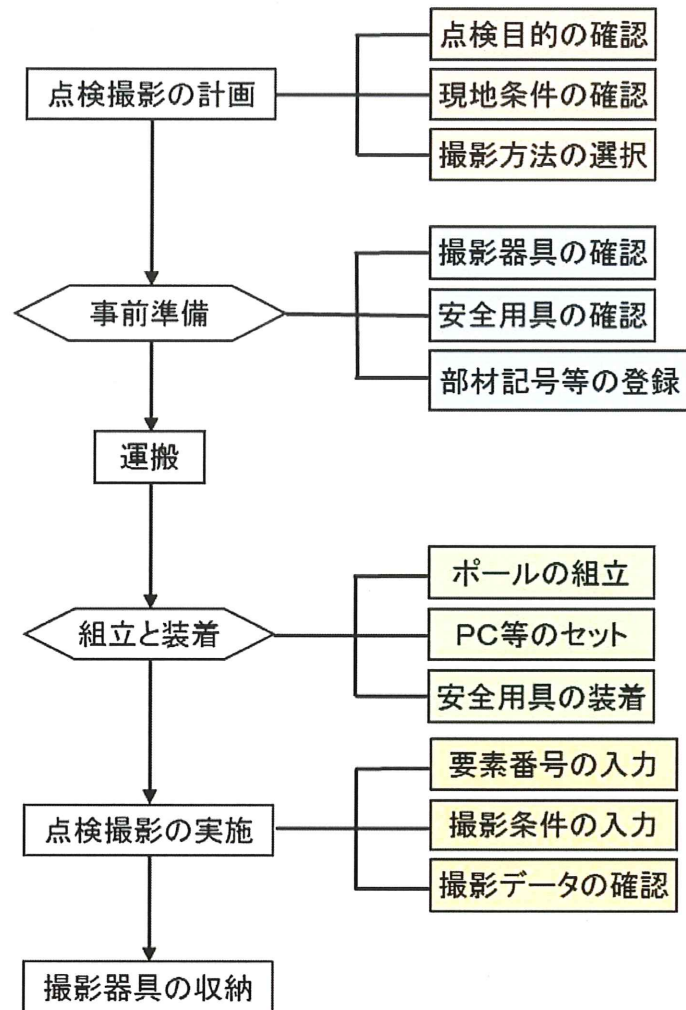 点検撮影の計画
点検目的の確認
現地条件の確認
撮影方法の選択
事前準備
撮影器具の確認
安全用具の確認
部材記号等の登録
運搬
組立と装着
ポールの組立
PC等のセット
安全用具の装着
点検撮影の実施
要素番号の入力
撮影条件の入力
撮影データの確認
撮影器具の収納